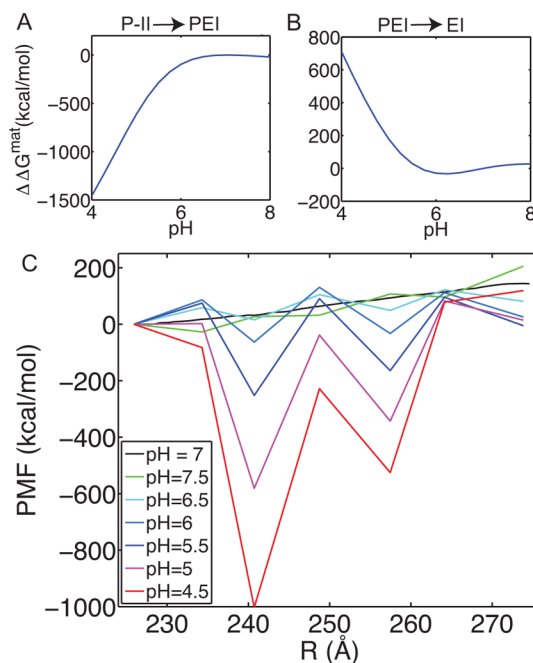 A
P-II → PEI
ΔΔG^mat(kcal/mol)
0
−500
−1000
−1500
4
6
8
pH
B
PEI → EI
800
600
400
200
0
−200
4
6
8
pH
C
PMF (kcal/mol)
200
0
−200
−400
−600
−800
−1000
pH = 7
pH=7.5
pH=6.5
pH=6
pH=5.5
pH=5
pH=4.5
230
240
250
260
270
R (Å)